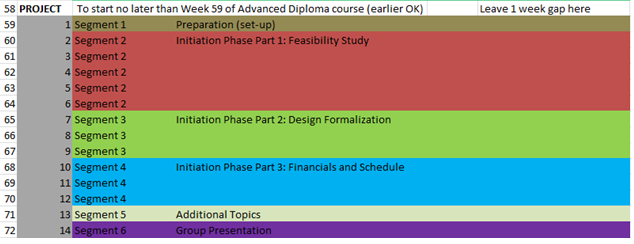 58 PROJECT To start no later than Week 59 of Advanced Diploma course (earlier OK) Leave 1 week gap here
59 1 Segment 1 Preparation (set-up)
60 2 Segment 2 Initiation Phase Part 1: Feasibility Study
61 3 Segment 2
62 4 Segment 2
63 5 Segment 2
64 6 Segment 2
65 7 Segment 3 Initiation Phase Part 2: Design Formalization
66 8 Segment 3
67 9 Segment 3
68 10 Segment 4 Initiation Phase Part 3: Financials and Schedule
69 11 Segment 4
70 12 Segment 4
71 13 Segment 5 Additional Topics
72 14 Segment 6 Group Presentation